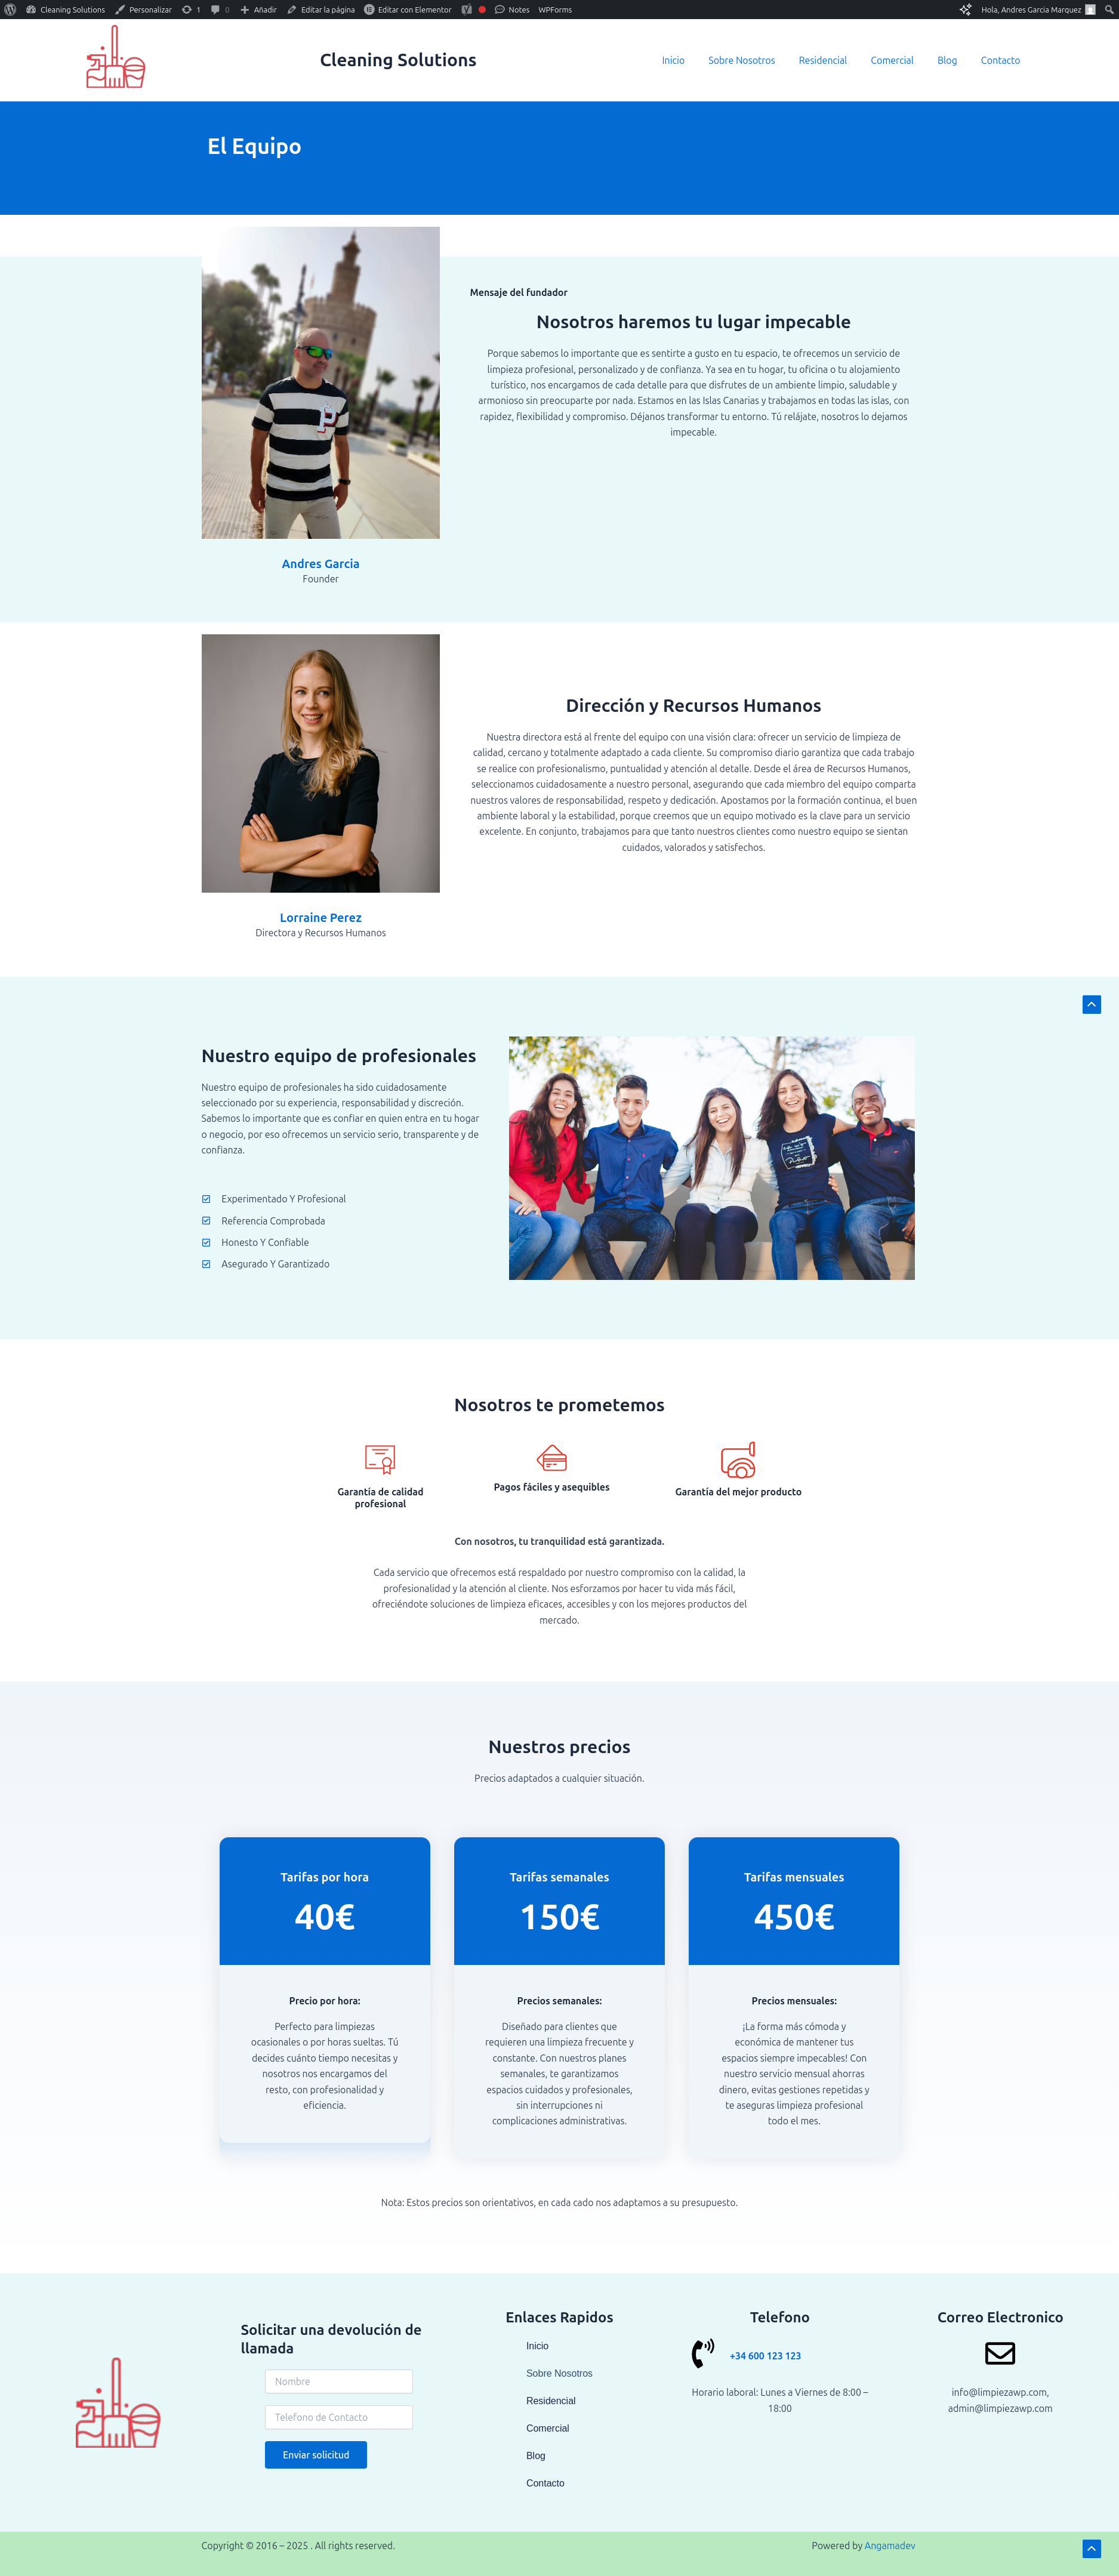 Cleaning Solutions Personalizar 1 0 Añadir Editar la página Editar con Elementor Notes WPForms Hola, Andres Garcia Marquez
Cleaning Solutions
Inicio Sobre Nosotros Residencial Comercial Blog Contacto
El Equipo
Mensaje del fundador
Nosotros haremos tu lugar impecable
Porque sabemos lo importante que es sentirte a gusto en tu espacio, te ofrecemos un servicio de
limpieza profesional, personalizado y de confianza. Ya sea en tu hogar, tu oficina o tu alojamiento
turístico, nos encargamos de cada detalle para que disfrutes de un ambiente limpio, saludable y
armonioso sin preocuparte por nada. Estamos en las Islas Canarias y trabajamos en todas las islas, con
rapidez, flexibilidad y compromiso. Déjanos transformar tu entorno. Tú relájate, nosotros lo dejamos
impecable.
Andres Garcia
Founder
Dirección y Recursos Humanos
Nuestra directora está al frente del equipo con una visión clara: ofrecer un servicio de limpieza de
calidad, cercano y totalmente adaptado a cada cliente. Su compromiso diario garantiza que cada trabajo
se realice con profesionalismo, puntualidad y atención al detalle. Desde el área de Recursos Humanos,
seleccionamos cuidadosamente a nuestro personal, asegurando que cada miembro del equipo comparta
nuestros valores de responsabilidad, respeto y dedicación. Apostamos por la formación continua, el buen
ambiente laboral y la estabilidad, porque creemos que un equipo motivado es la clave para un servicio
excelente. En conjunto, trabajamos para que tanto nuestros clientes como nuestro equipo se sientan
cuidados, valorados y satisfechos.
Lorraine Perez
Directora y Recursos Humanos
Nuestro equipo de profesionales
Nuestro equipo de profesionales ha sido cuidadosamente
seleccionado por su experiencia, responsabilidad y discreción.
Sabemos lo importante que es confiar en quien entra en tu hogar
o negocio, por eso ofrecemos un servicio serio, transparente y de
confianza.
Experimentado Y Profesional
Referencia Comprobada
Honesto Y Confiable
Asegurado Y Garantizado
Nosotros te prometemos
Garantía de calidad
profesional
Pagos fáciles y asequibles
Garantía del mejor producto
Con nosotros, tu tranquilidad está garantizada.
Cada servicio que ofrecemos está respaldado por nuestro compromiso con la calidad, la
profesionalidad y la atención al cliente. Nos esforzamos por hacer tu vida más fácil,
ofreciéndote soluciones de limpieza eficaces, accesibles y con los mejores productos del
mercado.
Nuestros precios
Precios adaptados a cualquier situación.
Tarifas por hora
40€
Precio por hora:
Perfecto para limpiezas
ocasionales o por horas sueltas. Tú
decides cuánto tiempo necesitas y
nosotros nos encargamos del
resto, con profesionalidad y
eficiencia.
Tarifas semanales
150€
Precios semanales:
Diseñado para clientes que
requieren una limpieza frecuente y
constante. Con nuestros planes
semanales, te garantizamos
espacios cuidados y profesionales,
sin interrupciones ni
complicaciones administrativas.
Tarifas mensuales
450€
Precios mensuales:
¡La forma más cómoda y
económica de mantener tus
espacios siempre impecables! Con
nuestro servicio mensual ahorras
dinero, evitas gestiones repetidas y
te aseguras limpieza profesional
todo el mes.
Nota: Estos precios son orientativos, en cada cado nos adaptamos a su presupuesto.
Solicitar una devolución de
llamada
Nombre
Telefono de Contacto
Enviar solicitud
Enlaces Rapidos
Inicio
Sobre Nosotros
Residencial
Comercial
Blog
Contacto
Telefono
+34 600 123 123
Horario laboral: Lunes a Viernes de 8:00 –
18:00
Correo Electronico
info@limpiezawp.com,
admin@limpiezawp.com
Copyright © 2016 – 2025 . All rights reserved.
Powered by Angamadev